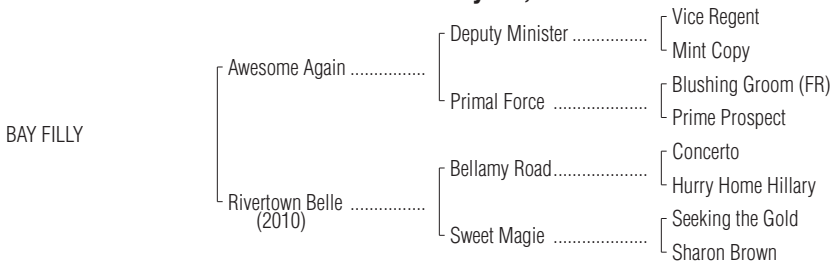 Vice Regent
Deputy Minister ................
Mint Copy
Awesome Again ................
Blushing Groom (FR)
Primal Force ....................
Prime Prospect
BAY FILLY
Concerto
Bellamy Road....................
Hurry Home Hillary
Rivertown Belle ................
(2010)
Seeking the Gold
Sweet Magie ....................
Sharon Brown